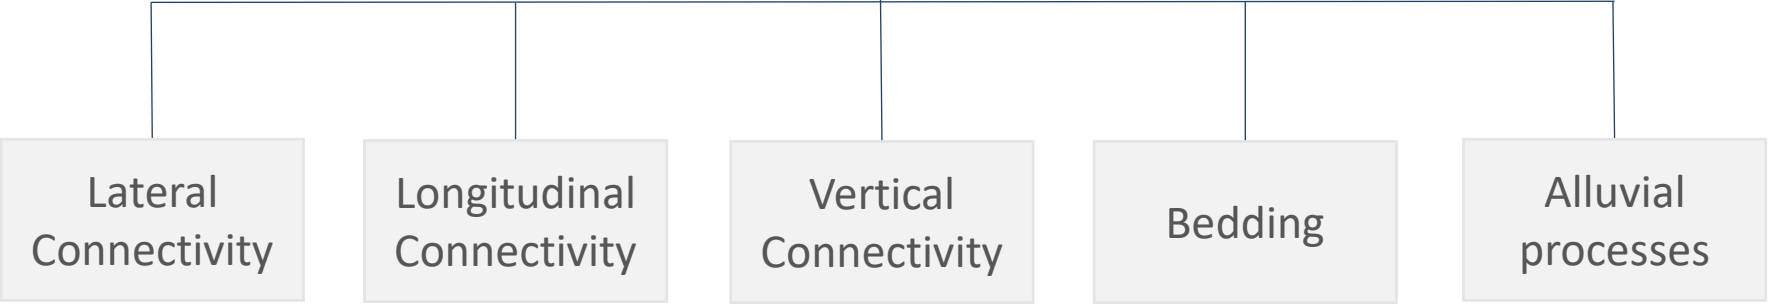 Lateral
Connectivity
Longitudinal
Connectivity
Vertical
Connectivity
Bedding
Alluvial
processes